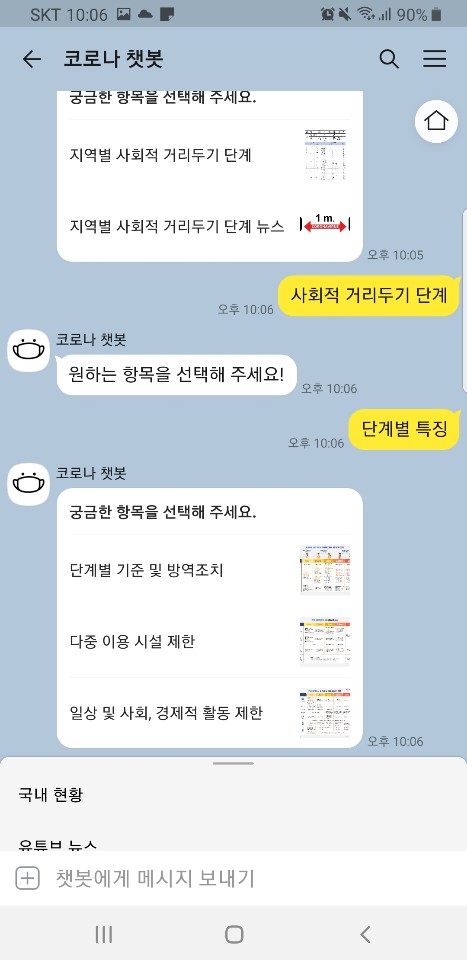 SKT 10:06
90%
코로나 챗봇
궁금한 항목을 선택해 주세요.
지역별 사회적 거리두기 단계
지역별 사회적 거리두기 단계 뉴스
1 m.
오후 10:05
사회적 거리두기 단계
오후 10:06
코로나 챗봇
원하는 항목을 선택해 주세요!
오후 10:06
단계별 특징
오후 10:06
코로나 챗봇
궁금한 항목을 선택해 주세요.
단계별 기준 및 방역조치
다중 이용 시설 제한
일상 및 사회, 경제적 활동 제한
오후 10:06
국내 현황
유튜브 뉴스
챗봇에게 메시지 보내기